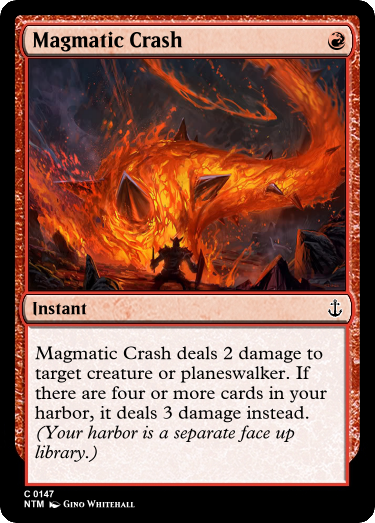 Magmatic Crash
Instant
Magmatic Crash deals 2 damage to
target creature or planeswalker. If
there are four or more cards in your
harbor, it deals 3 damage instead.
(Your harbor is a separate face up
library.)
C 0147
NTM Gino Whitehall